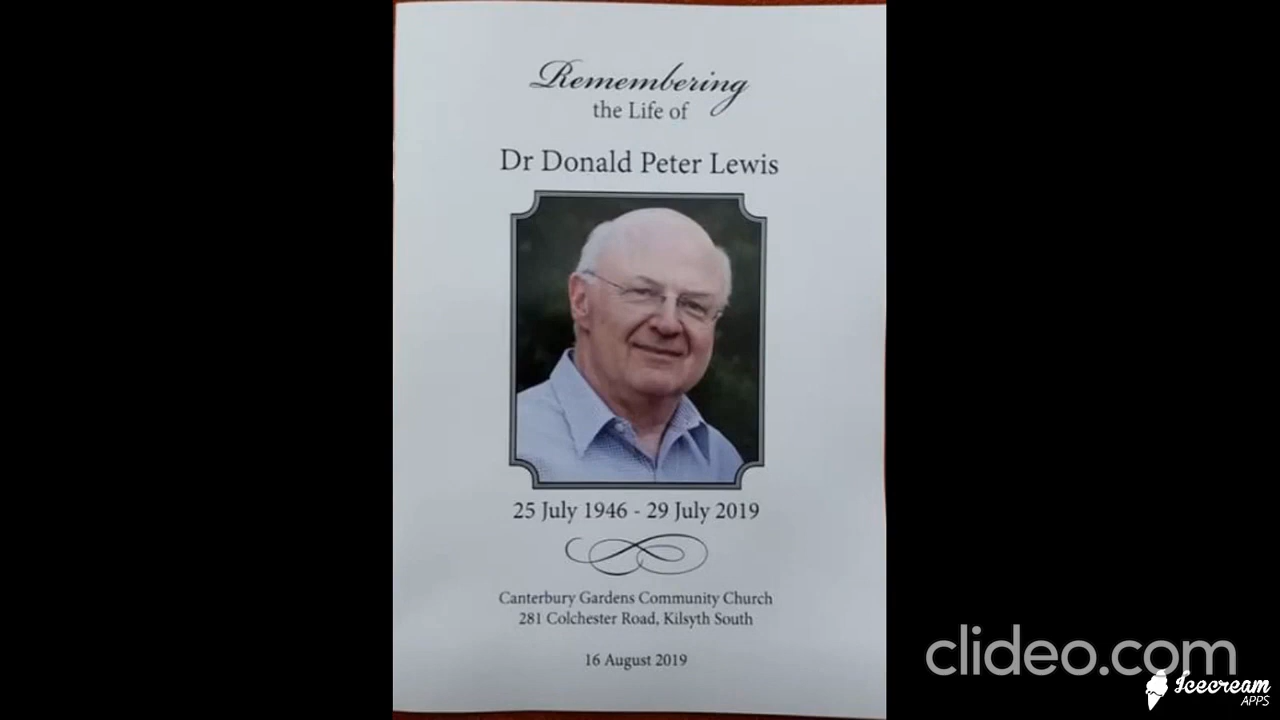 Remembering
the Life of
Dr Donald Peter Lewis
25 July 1946 - 29 July 2019
Canterbury Gardens Community Church
281 Colchester Road, Kilsyth South
16 August 2019
clideo.com
Icecream
APPS